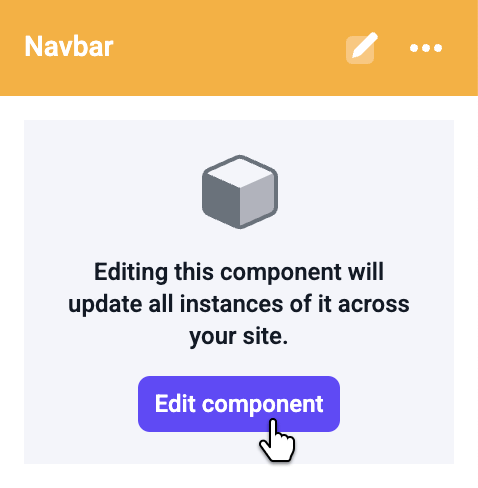 Navbar
Editing this component will
update all instances of it across
your site.
Edit component